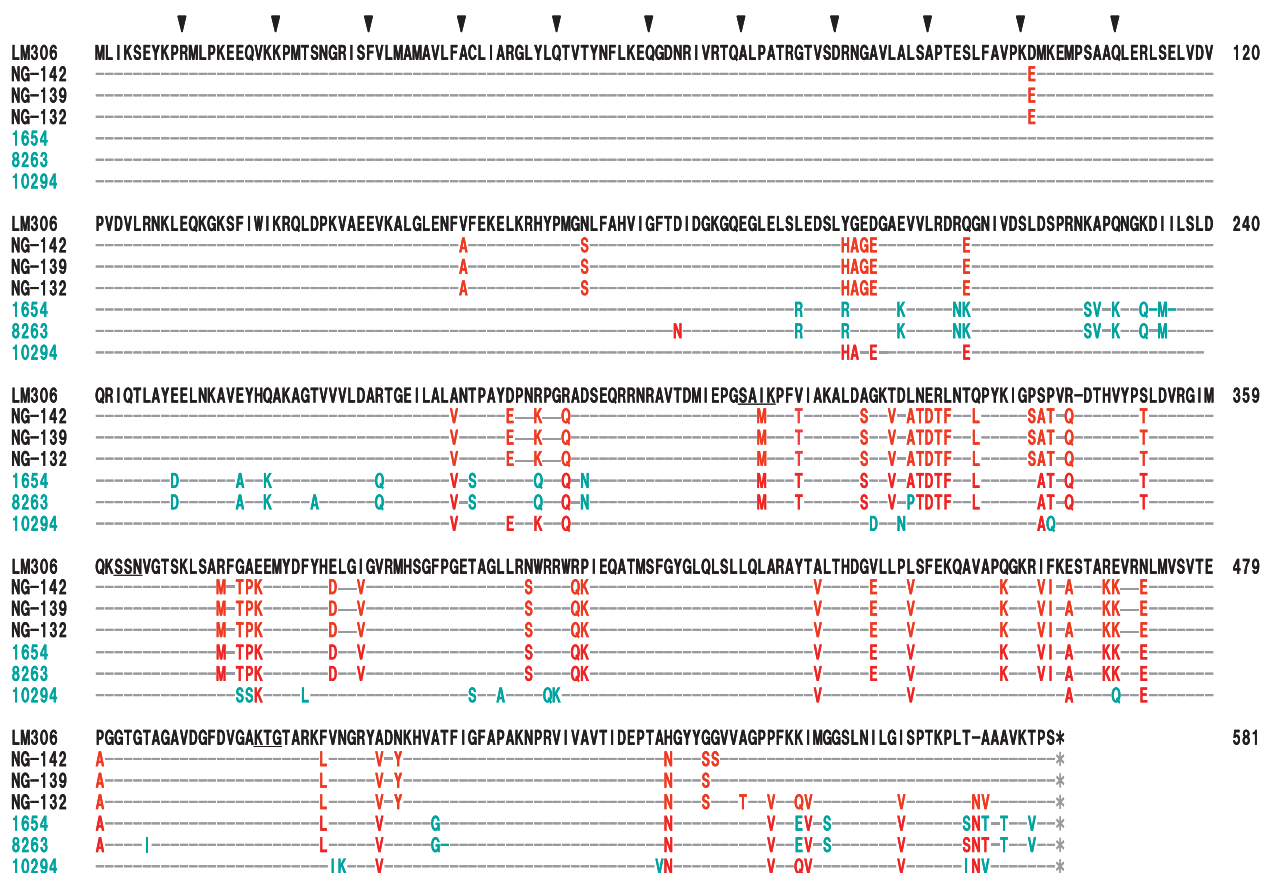 LM306 MLIKSEYKPRMLPKEEQVKKPMTSNGRISFVLMAMAVLFACLIARGLYLQTVTYNFLKEQGDNRIVRTQALPATRGTVSDRNGAVLALSAPTESLFAVPKDMKEMPSAAQLERLSELVDV 120
NG-142 E
NG-139 E
NG-132 E
1654
8263
10294
LM306 PVDVLRNKLEQKGKSFIWIKRQLDPKVAEEVKALGLENFVFEKELKRHYPMGNLFAHVIGFTDIDGKGQEGLELSLEDSLYGEDGAEVVLRDRQGNIVDSLDSPRNKAPQNGKDIILSLD 240
NG-142 A S HAGE E
NG-139 A S HAGE E
NG-132 A S HAGE E
1654 R R K NK SV-K Q-M-
8263 N R R K NK SV-K Q-M
10294 HA-E E
LM306 QRIQTLAYEELNKAVEYHQAKAGTVVVLDARTGEILALANTPAYDPNRPGRADSEQRRNRAVTDMIEPGSAIKPFVIAKALDAGKTDLNERLNTQPYKIGPSPVR-DTHVYPSLDVRGIM 359
NG-142 V E K Q M T S V-ATDTF L SAT-Q T
NG-139 V E K Q M T S V-ATDTF L SAT-Q T
NG-132 V E K Q M T S V-ATDTF L SAT-Q T
1654 D A K Q V-S Q Q-N M T S V-ATDTF L AT-Q T
8263 D A K A Q V-S Q Q-N M T S V-PTDTF L AT-Q T
10294 V E K Q D N AQ
LM306 QKSSNVGTSKLSARFGAEEMYDFYHELGIGVRMHSGFPGETAGLLRNWRRWRPIEQATMSFGYGLQLSLLQLARAYTALTHDGVLLPLSFEKQAVAPQGKRIFKESTAREVRNLMVSVTE 479
NG-142 M-TPK D V S QK V E V K VI-A KK E
NG-139 M-TPK D V S QK V E V K VI-A KK E
NG-132 M-TPK D V S QK V E V K VI-A KK E
1654 M-TPK D V S QK V E V K VI-A KK E
8263 M-TPK D V S QK V E V K VI-A KK E
10294 SSK L S A QK V V A Q E
LM306 PGGTGTAGAVDGFDVGAKTGTARKFVNGRYADNKHVATFIGFAPAKNPRVIVAVTIDEPTAHGYYGGVVAGPPFKKIMGGSLNILGISPTKPLT-AAAVKTPS* 581
NG-142 A L V-Y N SS *
NG-139 A L V-Y N S *
NG-132 A L V-Y N S T V QV V NV *
1654 A L V G N V EV-S V SNT-T V *
8263 A I L V G- N V EV-S V SNT-T V *
10294 IK V VN V QV V INV *